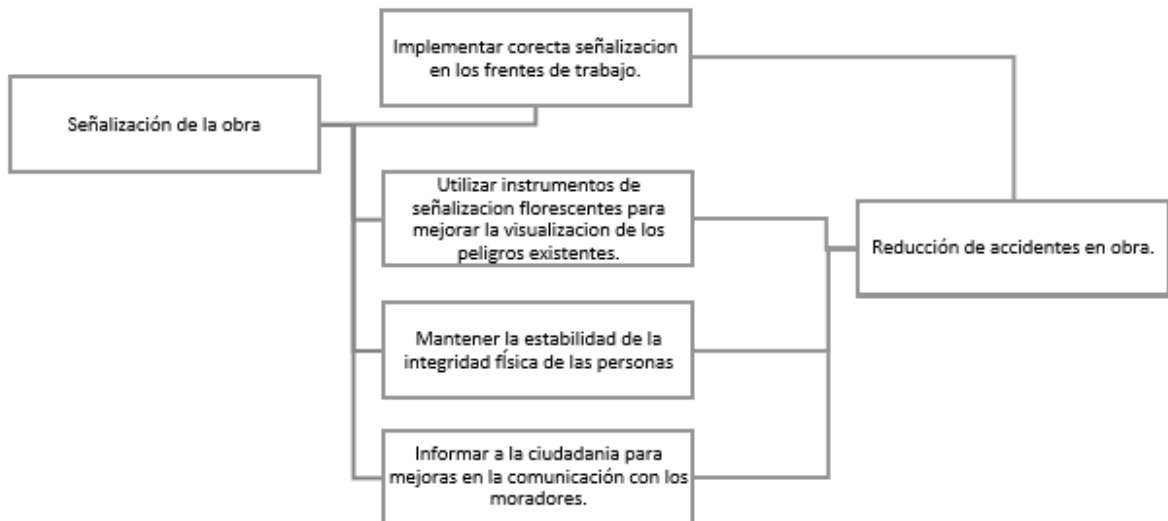 Implementar corecta señalizacion
en los frentes de trabajo.
Señalización de la obra
Utilizar instrumentos de
señalizacion florescentes para
mejorar la visualizacion de los
peligros existentes.
Reducción de accidentes en obra.
Mantener la estabilidad de la
integridad física de las personas
Informar a la ciudadania para
mejoras en la comunicación con los
moradores.